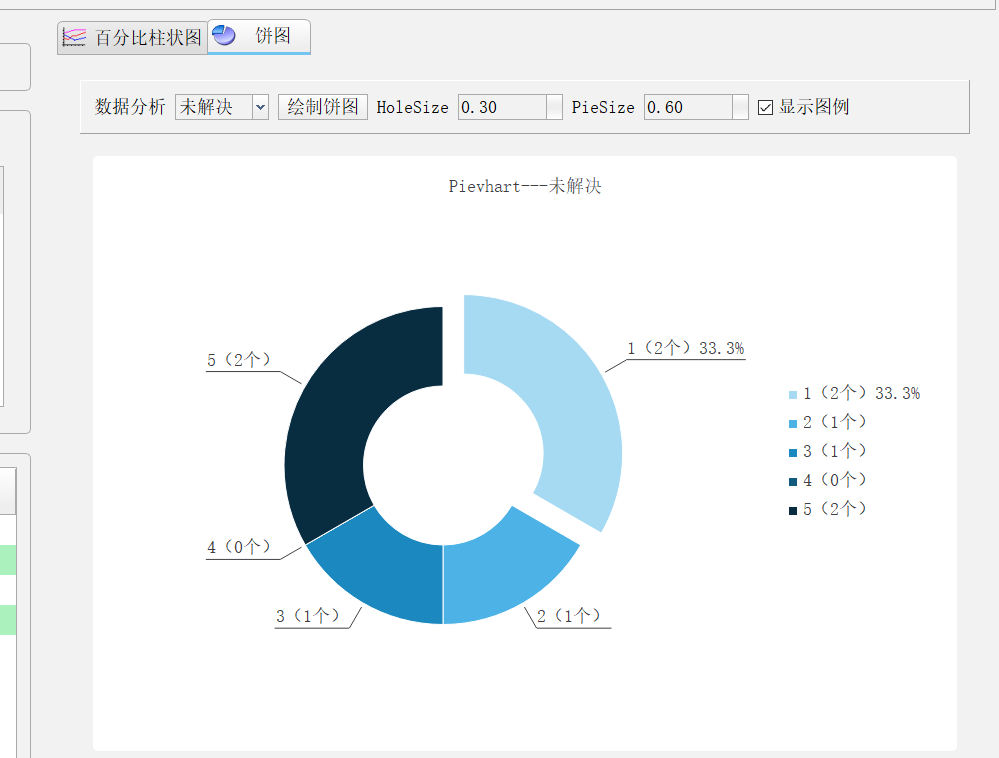 百分比柱状图 饼图
数据分析 未解决 绘制饼图 HoleSize 0.30 PieSize 0.60 显示图例
Pievhart---未解决
1（2个）33.3%
5（2个）
4（0个）
3（1个）
2（1个）
1（2个）33.3%
2（1个）
3（1个）
4（0个）
5（2个）